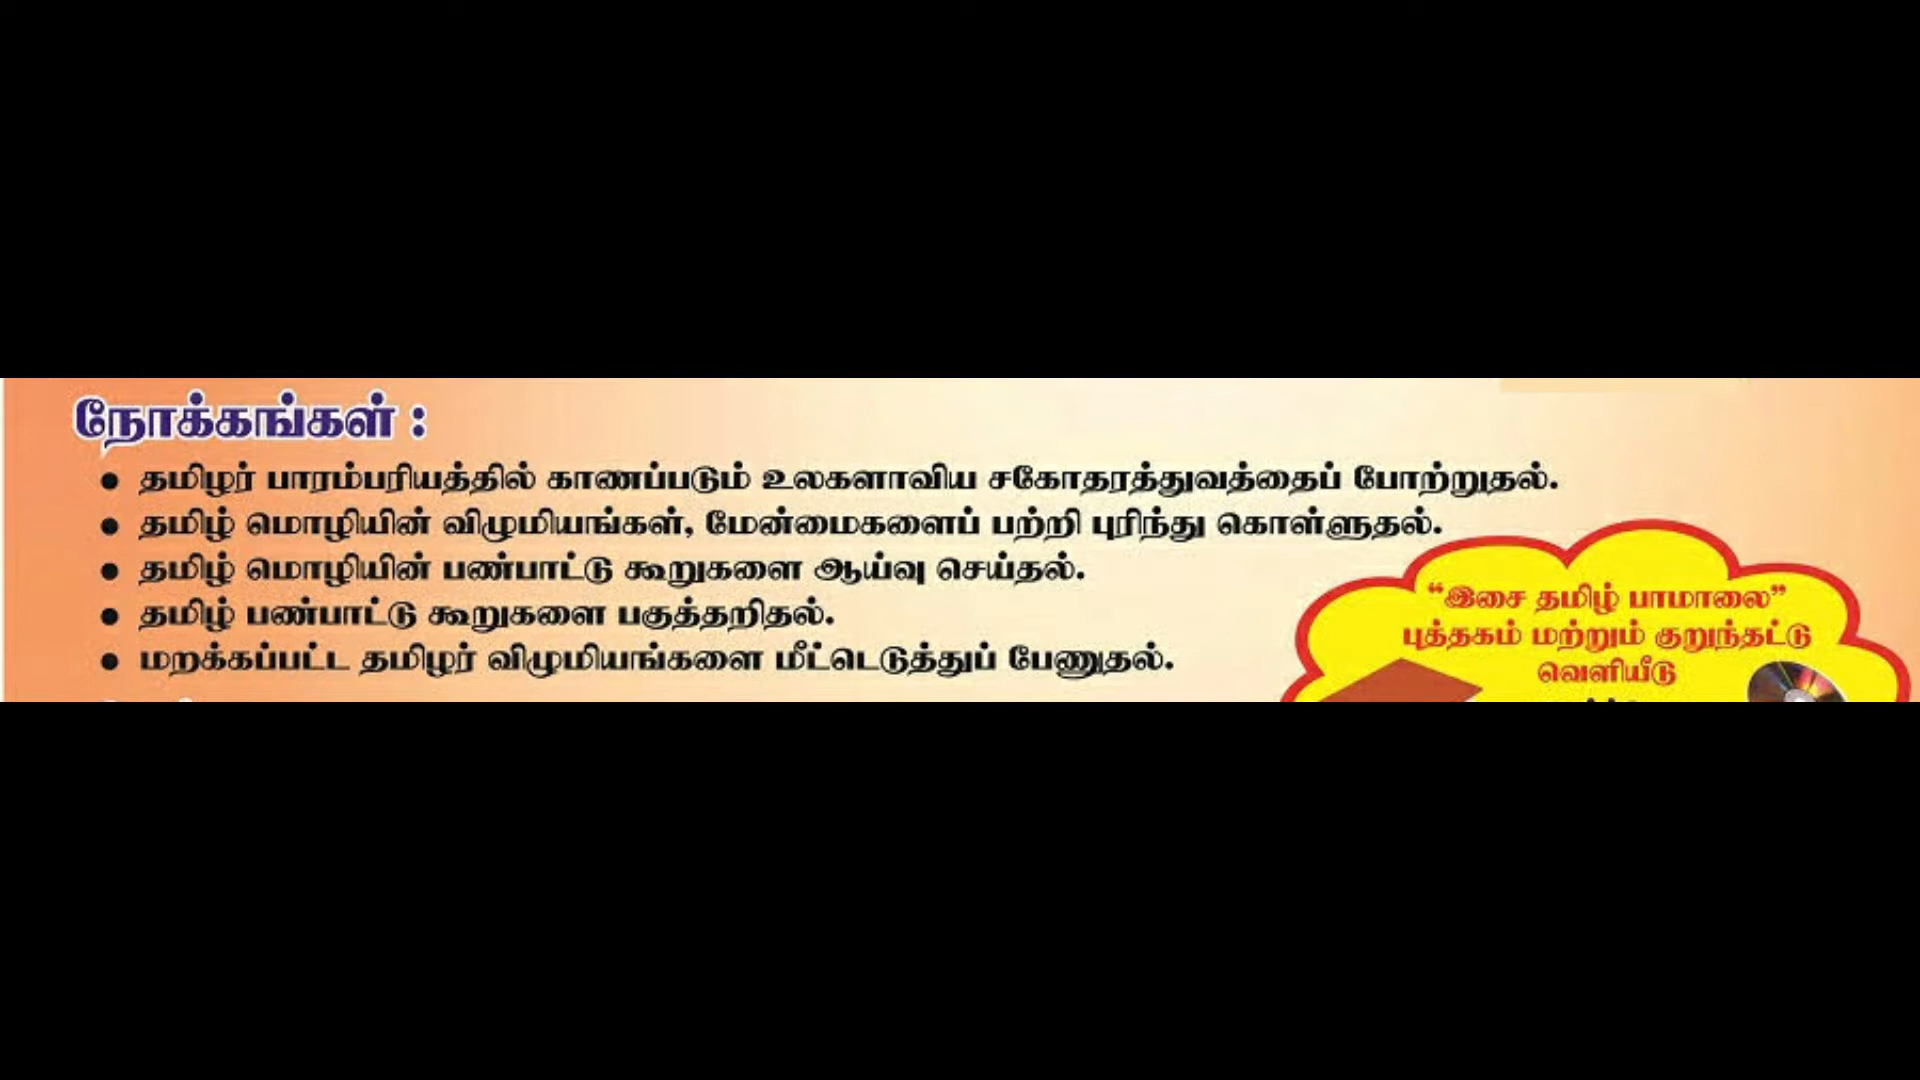 நோக்கங்கள் :
• தமிழர் பாரம்பரியத்தில் காணப்படும் உலகளாவிய சகோதரத்துவத்தைப் போற்றுதல்.
• தமிழ் மொழியின் விழுமியங்கள், மேன்மைகளைப் பற்றி புரிந்து கொள்ளுதல்.
• தமிழ் மொழியின் பண்பாட்டு கூறுகளை ஆய்வு செய்தல்.
• தமிழ் பண்பாட்டு கூறுகளை பகுத்தறிதல்.
• மறக்கப்பட்ட தமிழர் விழுமியங்களை மீட்டெடுத்துப் பேணுதல்.
“இசை தமிழ் பாமாலை”
புத்தகம் மற்றும் குறுந்தட்டு
வெளியீடு